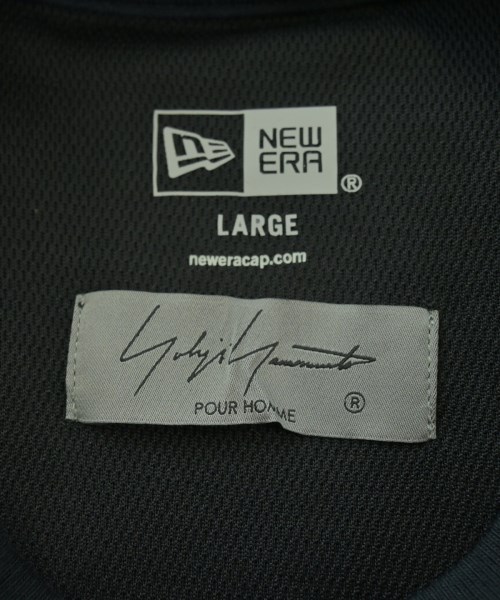 NEW
ERA
®
LARGE
neweracap.com
Yohji Yamamoto
POUR HOMME ®